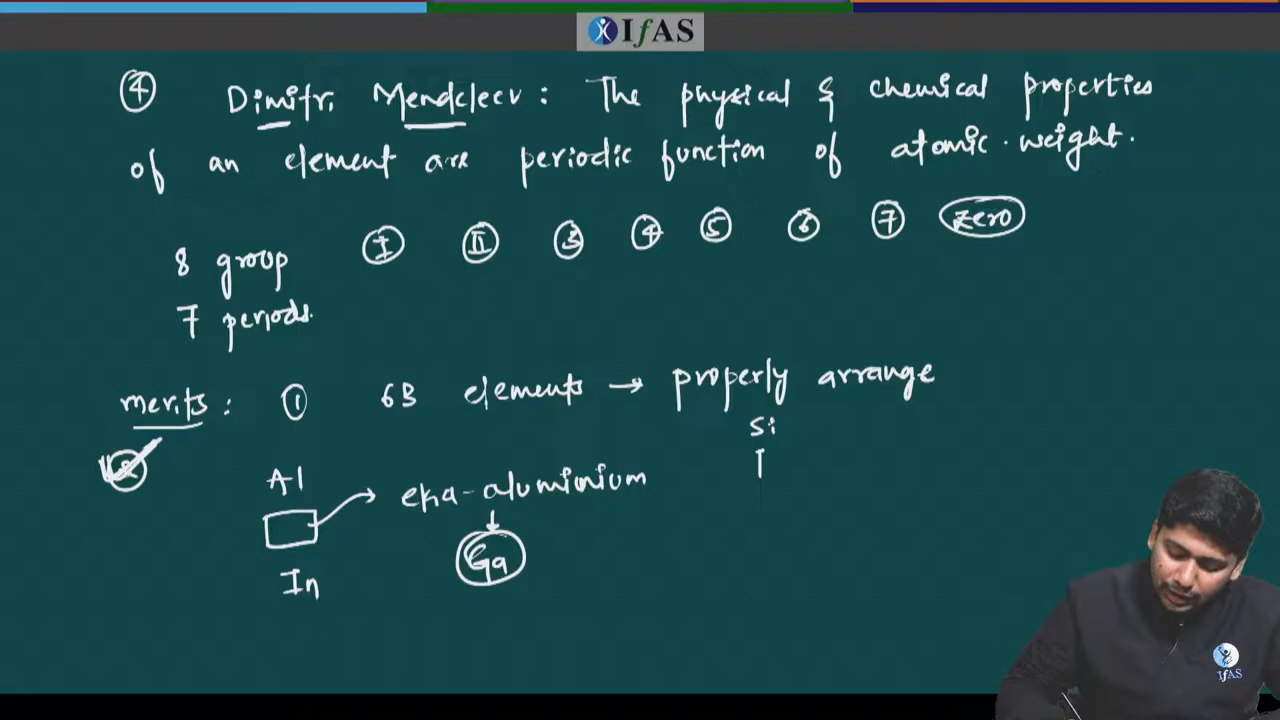 IfAS
④ Dimitri Mendeleev : The physical & chemical properties
of an element are periodic function of atomic weight.
8 group I II 3 4 5 6 7 zero
7 periods.
merits : ① 63 elements → properly arrange
Si
②
Al eka-aluminium
In Ga
IfAS